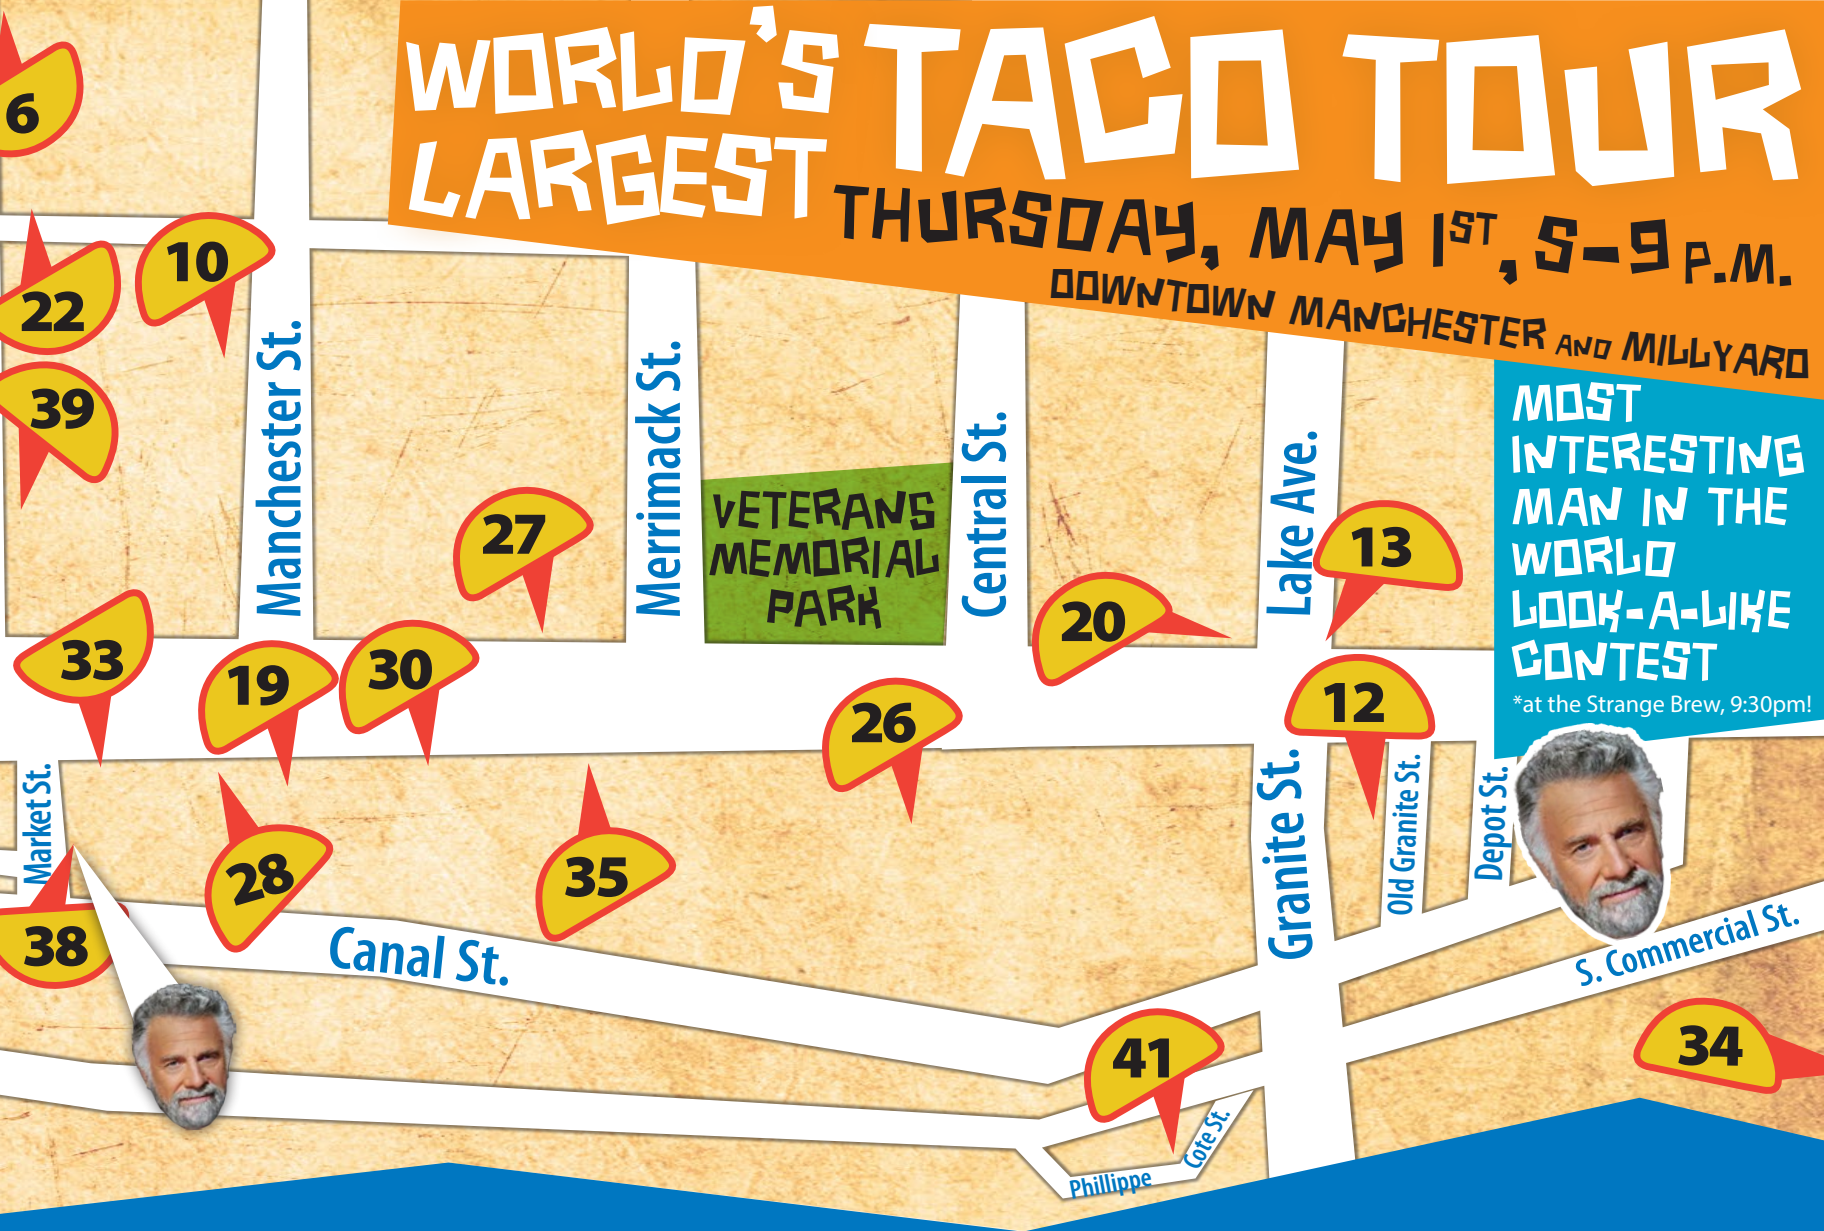 WORLD'S
LARGEST
TACO TOUR
THURSDAY, MAY 1ST, 5-9 P.M.
DOWNTOWN MANCHESTER AND MILLYARD
MOST
INTERESTING
MAN IN THE
WORLD
LOOK-A-LIKE
CONTEST
*at the Strange Brew, 9:30pm!
6
10
22
39
Manchester St.
Merrimack St.
VETERANS
MEMORIAL
PARK
Central St.
Lake Ave.
27
13
20
33
19
30
26
12
Market St.
28
35
38
Canal St.
Granite St.
Old Granite St.
Depot St.
S. Commercial St.
41
34
Cote St.
Phillippe